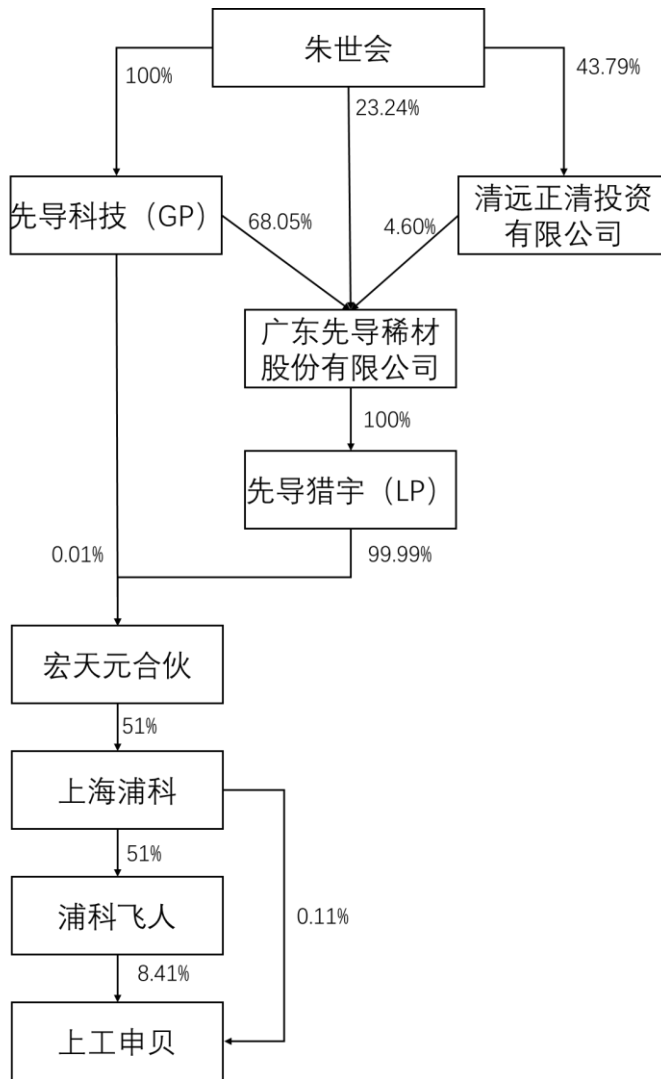 朱世会
100%
23.24%
43.79%
先导科技（GP）
清远正清投资
有限公司
68.05%
4.60%
广东先导稀材
股份有限公司
100%
先导猎宇（LP）
0.01%
99.99%
宏天元合伙
51%
上海浦科
51%
浦科飞人
0.11%
8.41%
上工申贝